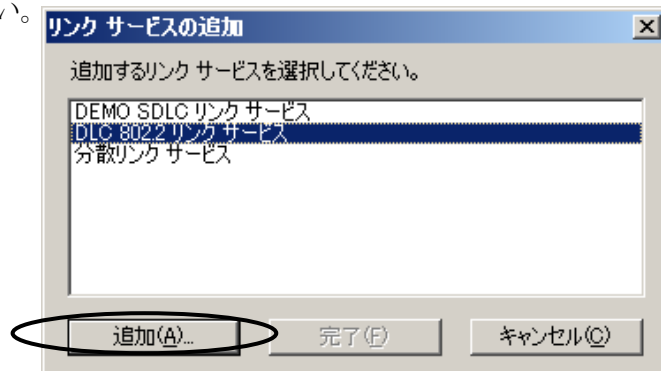 い。
リンク サービスの追加
追加するリンク サービスを選択してください。
DEMO SDLC リンク サービス
DLC 802.2 リンク サービス
分散リンク サービス
追加(A)...
完了(F)
キャンセル(C)